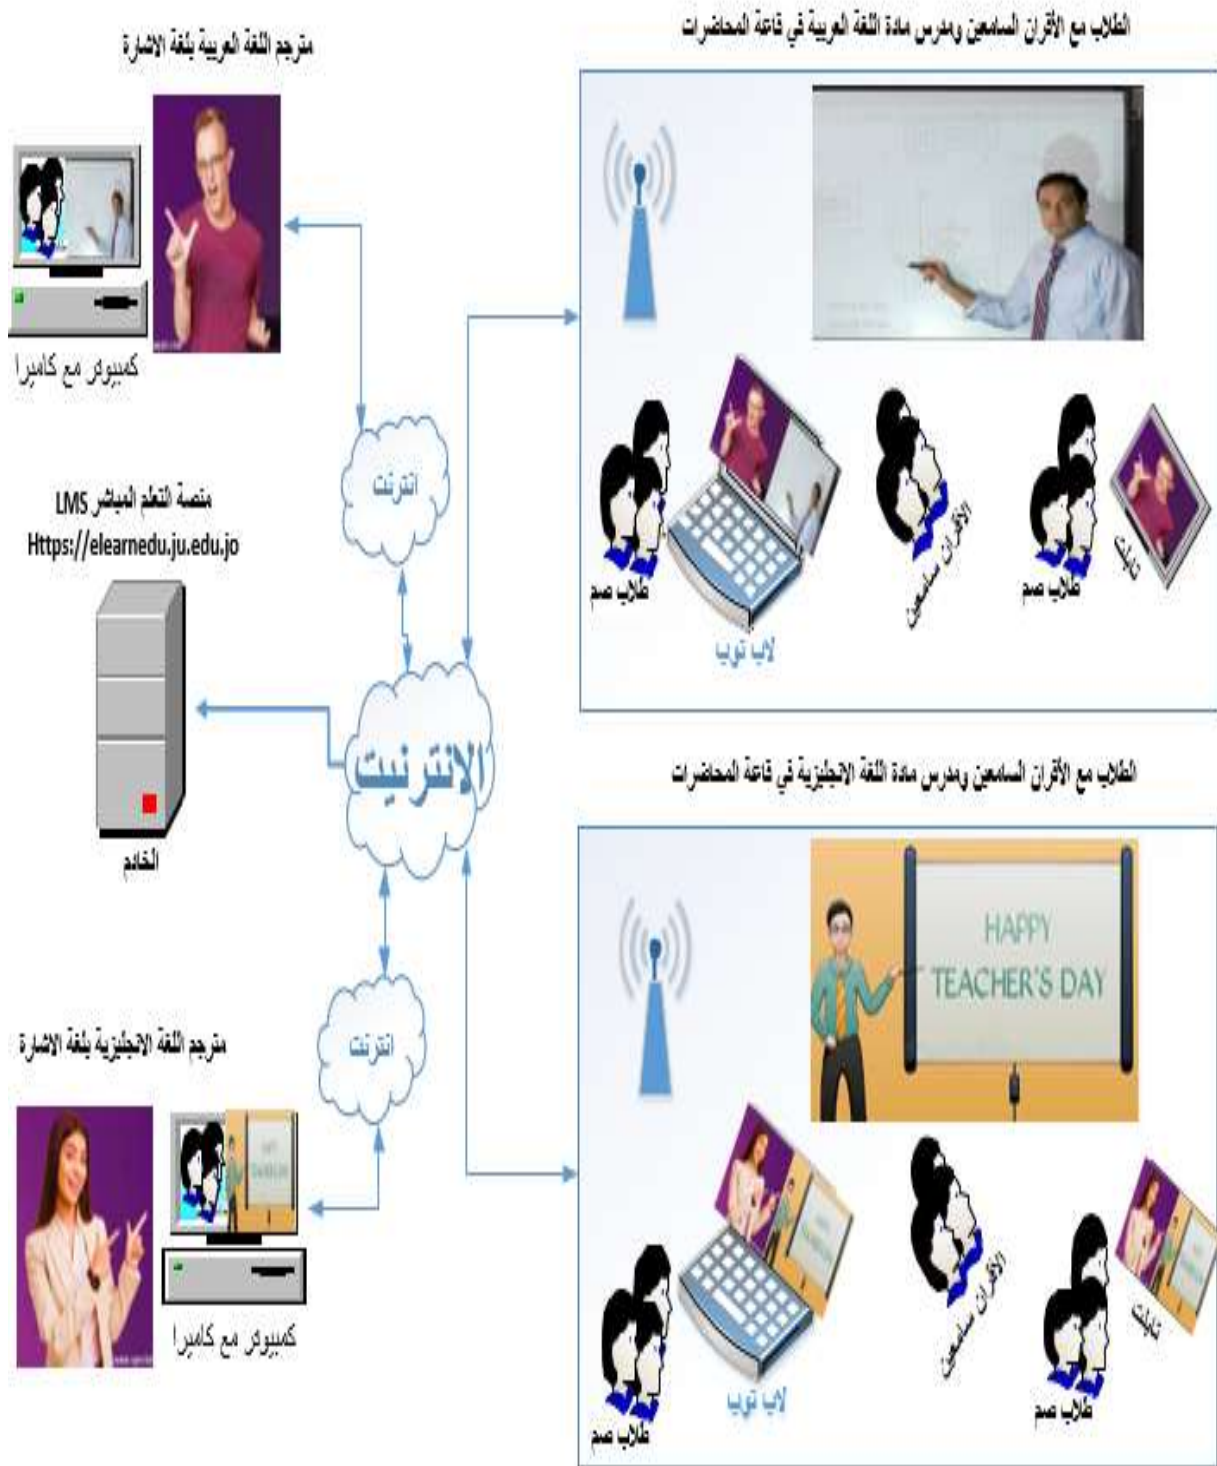 الطلاب مع الأقران السامعين ومدرس مادة اللغة العربية في قاعة المحاضرات
مترجم اللغة العربية بلغة الاشارة
كمبيوتر مع كاميرا
انترنت
طلاب صم
لاب توب
الأقران سامعين
طلاب صم
تابلت
منصة التعلم المباشر LMS
Https://elearnedu.ju.edu.jo
الخادم
الانترنيت
الطلاب مع الأقران السامعين ومدرس مادة اللغة الانجليزية في قاعة المحاضرات
HAPPY
TEACHER'S DAY
انترنت
مترجم اللغة الانجليزية بلغة الاشارة
كمبيوتر مع كاميرا
طلاب صم
لاب توب
الأقران سامعين
طلاب صم
تابلت